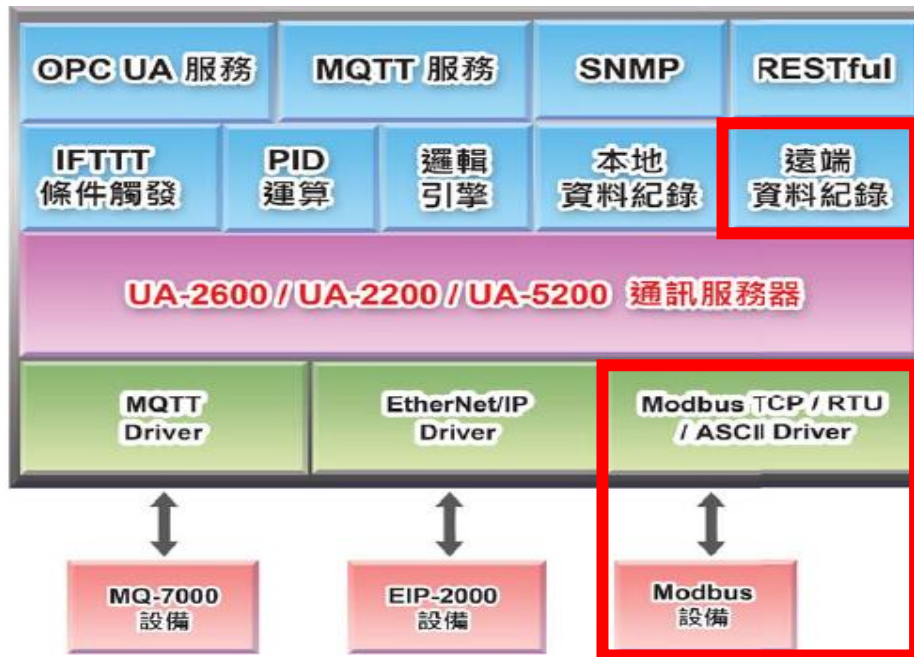 OPC UA 服務
MQTT 服務
SNMP
RESTful
IFTTT
條件觸發
PID
運算
邏輯
引擎
本地
資料紀錄
遠端
資料紀錄
UA-2600 / UA-2200 / UA-5200 通訊服務器
MQTT
Driver
EtherNet/IP
Driver
Modbus TCP / RTU
/ ASCII Driver
MQ-7000
設備
EIP-2000
設備
Modbus
設備